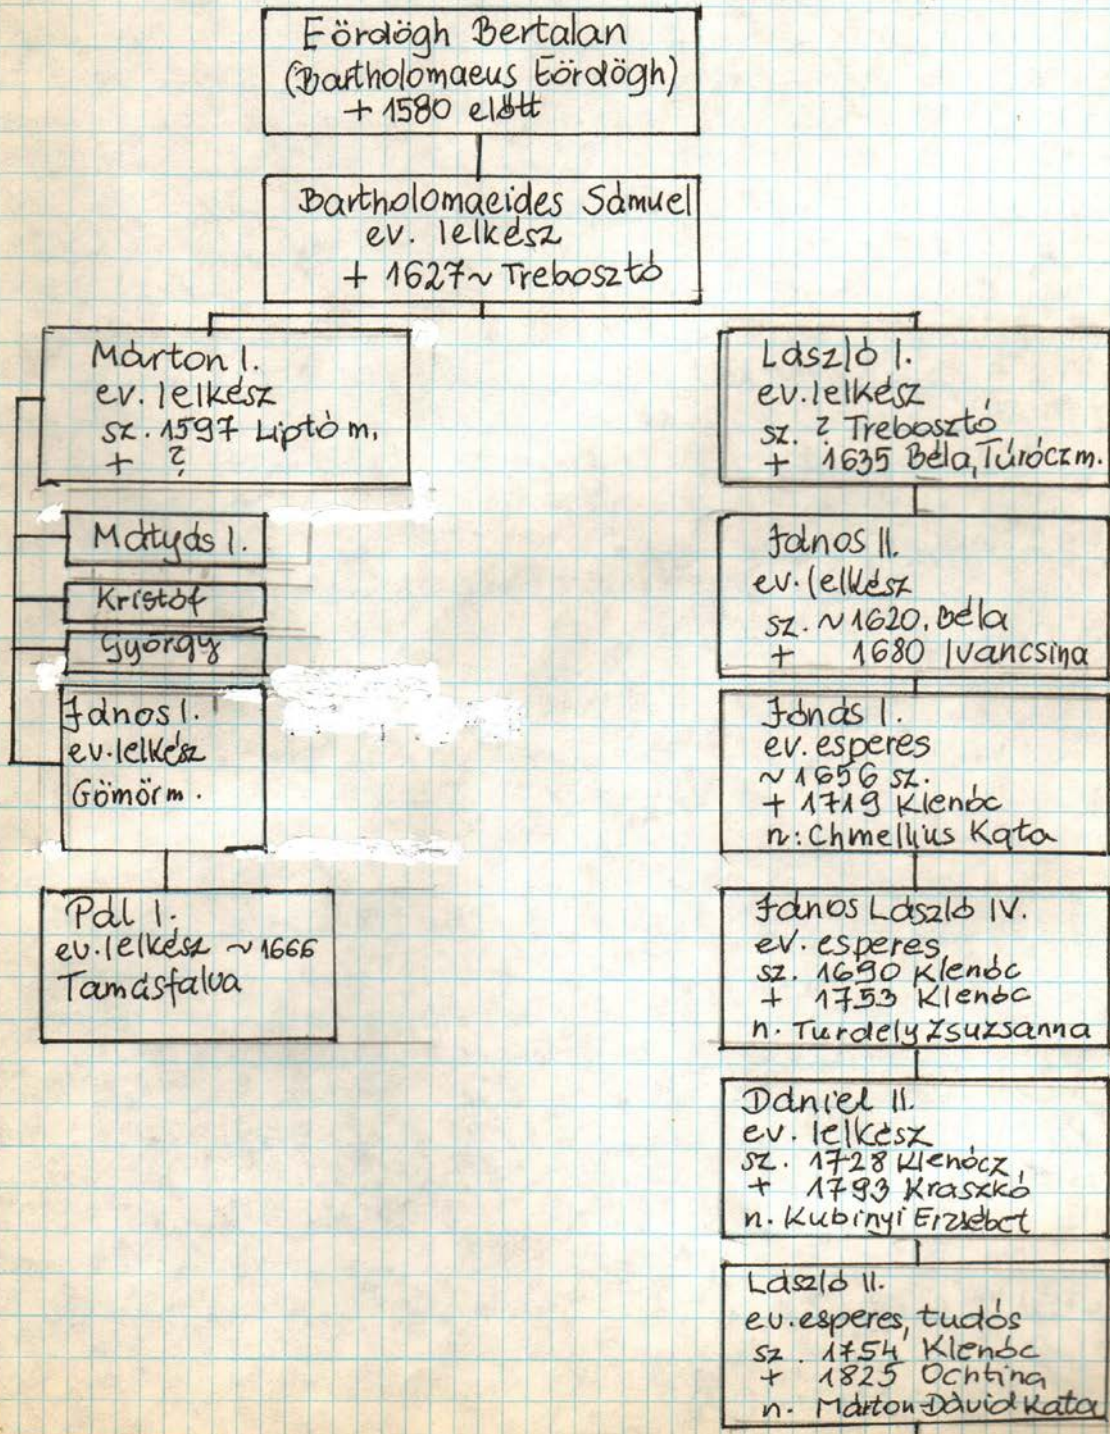 Eördögh Bertalan
(Bartholomaeus Eördögh)
+ 1580 előtt
Bartholomaeides Sámuel
ev. lelkész
+ 1627~ Trebosztó
Márton I.
ev. lelkész
sz. 1597 Liptó m.
+ ?
Mátyás I.
Kristóf
György
János I.
ev. lelkész
Gömör m.
Pál I.
ev. lelkész ~ 1666
Tamásfalva
László I.
ev. lelkész
sz. ? Trebosztó
+ 1635 Béla, Túrócz m.
János II.
ev. lelkész
sz. ~ 1620. Béla
+ 1680 Ivancsina
Jónás I.
ev. esperes
~ 1656 sz.
+ 1719 Klenóc
n: Chmellius Kata
János László IV.
ev. esperes
sz. 1690 Klenóc
+ 1753 Klenóc
n. Turdely Zsuzsanna
Dániel II.
ev. lelkész
sz. 1728 Klenócz
+ 1793 Kraszkó
n. Kubinyi Erzsébet
László II.
ev. esperes, tudós
sz. 1754 Klenóc
+ 1825 Ochtina
n. Márton Dávid Kata